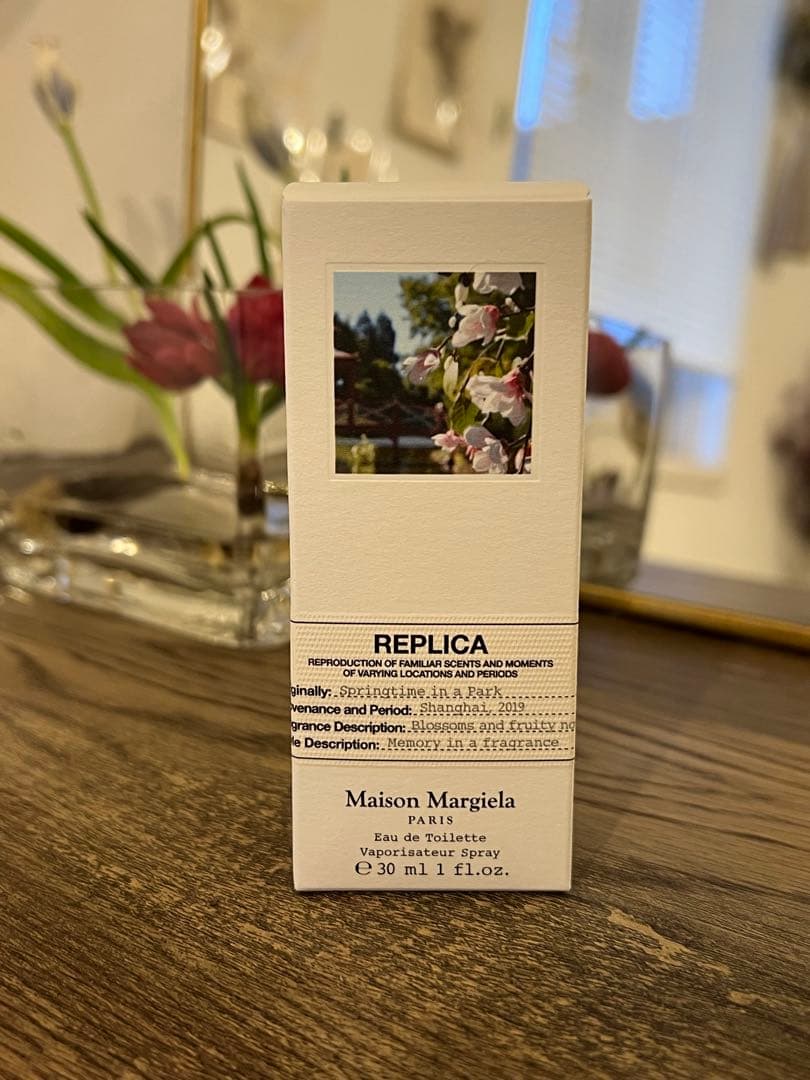 REPLICA
REPRODUCTION OF FAMILIAR SCENTS AND MOMENTS
OF VARYING LOCATIONS AND PERIODS
ginally: Springtime in a Park
venance and Period: Shanghai, 2019
grance Description: Blossoms and fruity no
le Description: Memory in a fragrance
Maison Margiela
PARIS
Eau de Toilette
Vaporisateur Spray
℮ 30 ml 1 fl.oz.